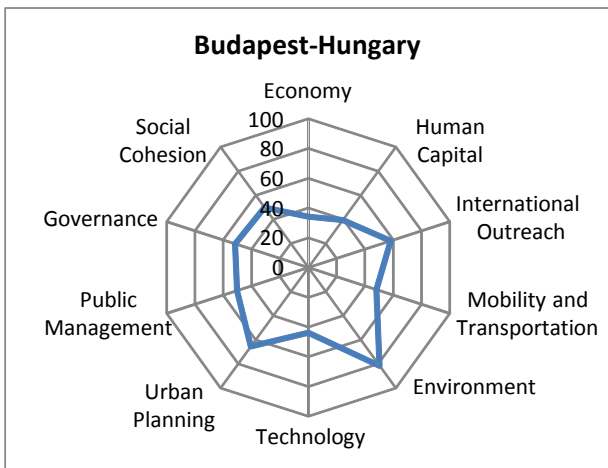 Budapest-Hungary
Economy
100
80
60
40
20
0
Human
Capital
International
Outreach
Mobility and
Transportation
Environment
Technology
Urban
Planning
Public
Management
Governance
Social
Cohesion